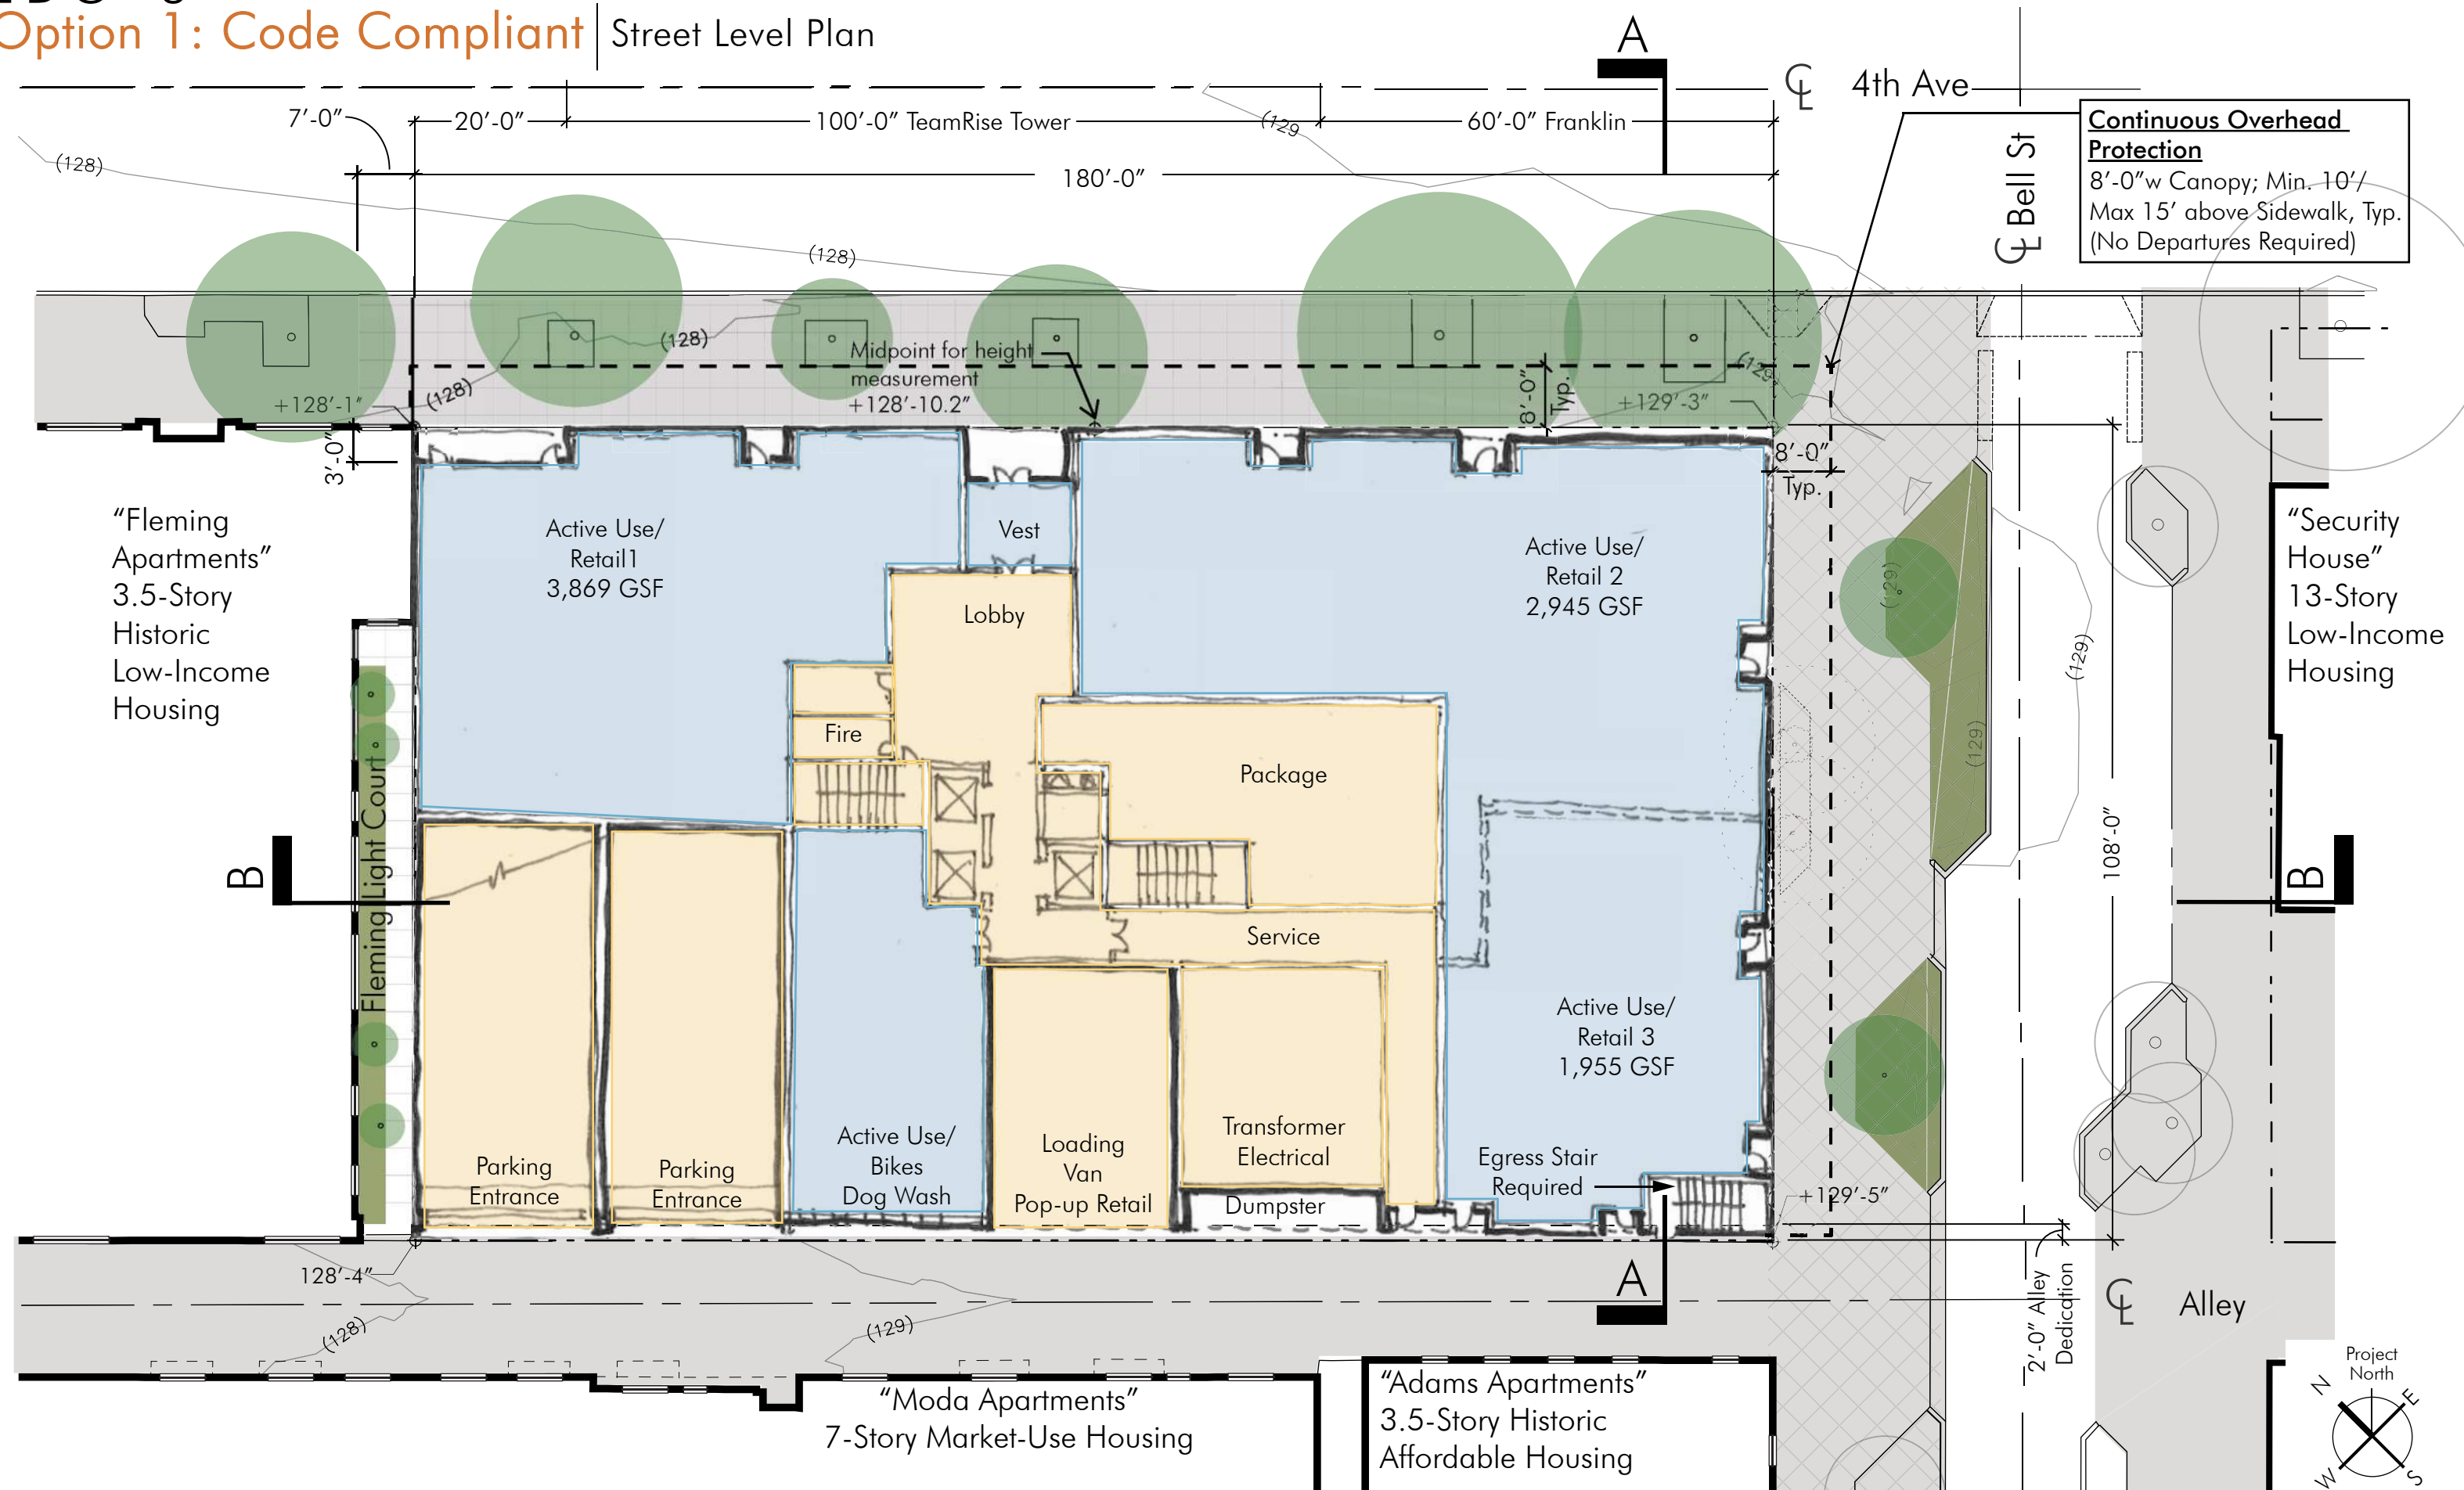 Option 1: Code Compliant
Street Level Plan
A
℄
4th Ave
7'-0"
20'-0"
100'-0" TeamRise Tower
(129
60'-0" Franklin
180'-0"
(128)
℄ Bell St
Continuous Overhead
Protection
8'-0"w Canopy; Min. 10'/
Max 15' above Sidewalk, Typ.
(No Departures Required)
(128)
(128)
Midpoint for height
measurement
+128'-10.2"
+128'-1"
(128)
8'-0"
Typ.
+129'-3"
(129)
3'-0"
8'-0"
Typ.
"Fleming
Apartments"
3.5-Story
Historic
Low-Income
Housing
Active Use/
Retail1
3,869 GSF
Vest
Lobby
Active Use/
Retail 2
2,945 GSF
(129)
(129)
(129)
"Security
House"
13-Story
Low-Income
Housing
Fire
Package
Fleming Light Court
B
108'-0"
B
Service
Active Use/
Retail 3
1,955 GSF
Parking
Entrance
Parking
Entrance
Active Use/
Bikes
Dog Wash
Loading
Van
Pop-up Retail
Transformer
Electrical
Dumpster
Egress Stair
Required
+129'-5"
128'-4"
A
2'-0" Alley
Dedication
℄
Alley
(128)
(129)
"Moda Apartments"
7-Story Market-Use Housing
"Adams Apartments"
3.5-Story Historic
Affordable Housing
Project
North
N
E
W
S